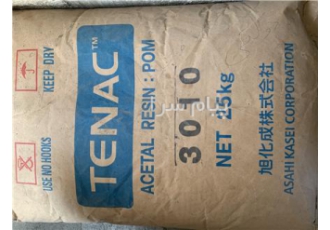 KEEP DRY
USE NO HOOKS
TENAC™
ACETAL RESIN : POM
3010
NET 25kg
旭化成株式会社
ASAHI KASEI CORPORATION